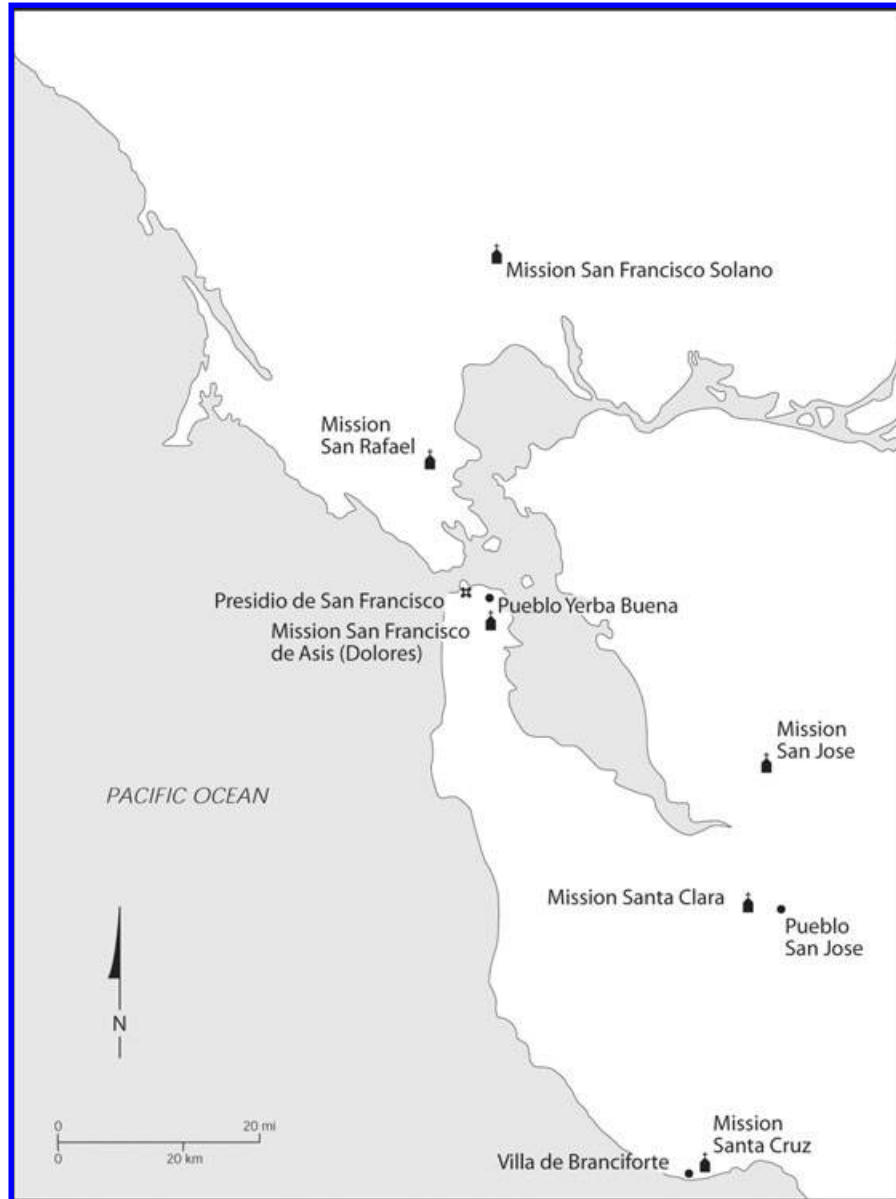 Mission San Francisco Solano
Mission
San Rafael
Presidio de San Francisco
Pueblo Yerba Buena
Mission San Francisco
de Asis (Dolores)
Mission
San Jose
PACIFIC OCEAN
Mission Santa Clara
Pueblo
San Jose
N
0 20 mi
0 20 km
Mission
Santa Cruz
Villa de Branciforte